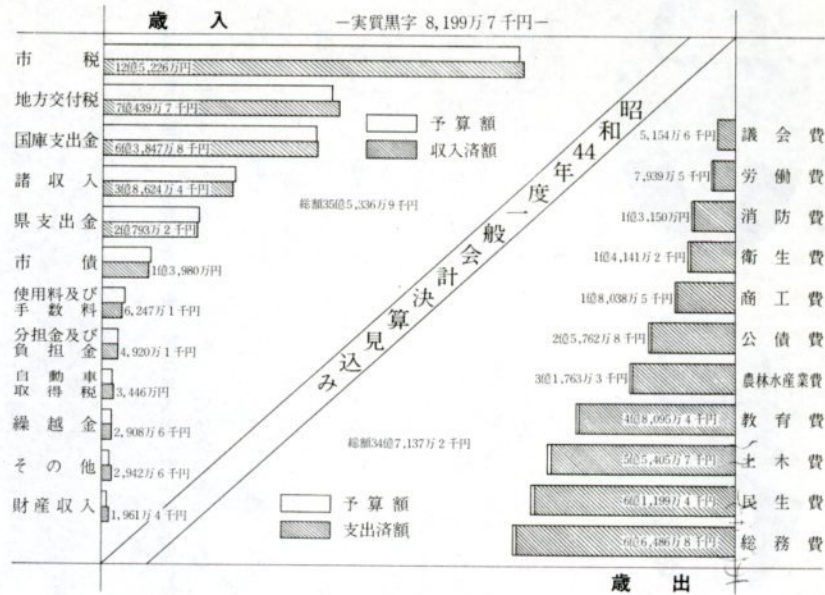 歳入
―実質黒字 8,199万7千円―
市税
12億5,226万円
地方交付税
7億439万7千円
国庫支出金
6億3,847万8千円
諸収入
3億8,624万4千円
県支出金
2億793万2千円
市債
1億3,980万円
使用料及び
手数料
6,247万1千円
分担金及び
負担金
4,920万1千円
自動車
取得税
3,446万円
繰越金
2,908万6千円
その他
2,942万6千円
財産収入
1,961万4千円
予算額
収入済額
総額35億5,336万9千円
昭和44年度一般会計決算見込み
総額34億7,137万2千円
予算額
支出済額
5,154万6千円
議会費
7,939万5千円
労働費
1億3,150万円
消防費
1億4,141万2千円
衛生費
1億8,038万5千円
商工費
2億5,762万8千円
公債費
3億1,763万3千円
農林水産業費
4億8,095万4千円
教育費
5億5,405万7千円
土木費
6億1,199万4千円
民生費
6億6,486万8千円
総務費
歳出